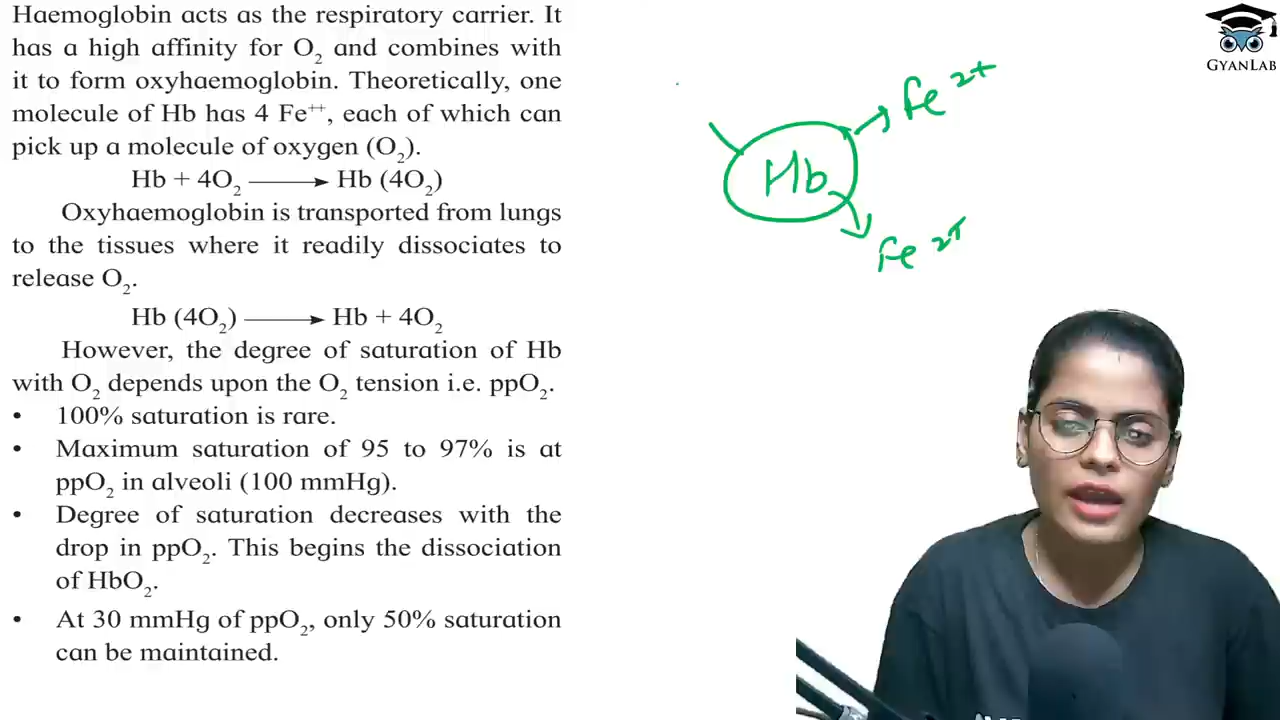 Haemoglobin acts as the respiratory carrier. It
has a high affinity for O₂ and combines with
it to form oxyhaemoglobin. Theoretically, one
molecule of Hb has 4 Fe⁺⁺, each of which can
pick up a molecule of oxygen (O₂).
Hb + 4O₂ ⟶ Hb (4O₂)
Oxyhaemoglobin is transported from lungs
to the tissues where it readily dissociates to
release O₂.
Hb (4O₂) ⟶ Hb + 4O₂
However, the degree of saturation of Hb
with O₂ depends upon the O₂ tension i.e. ppO₂.
• 100% saturation is rare.
• Maximum saturation of 95 to 97% is at
ppO₂ in alveoli (100 mmHg).
• Degree of saturation decreases with the
drop in ppO₂. This begins the dissociation
of HbO₂.
• At 30 mmHg of ppO₂, only 50% saturation
can be maintained.
Fe²⁺
Hb
Fe²⁺
GYANLAB